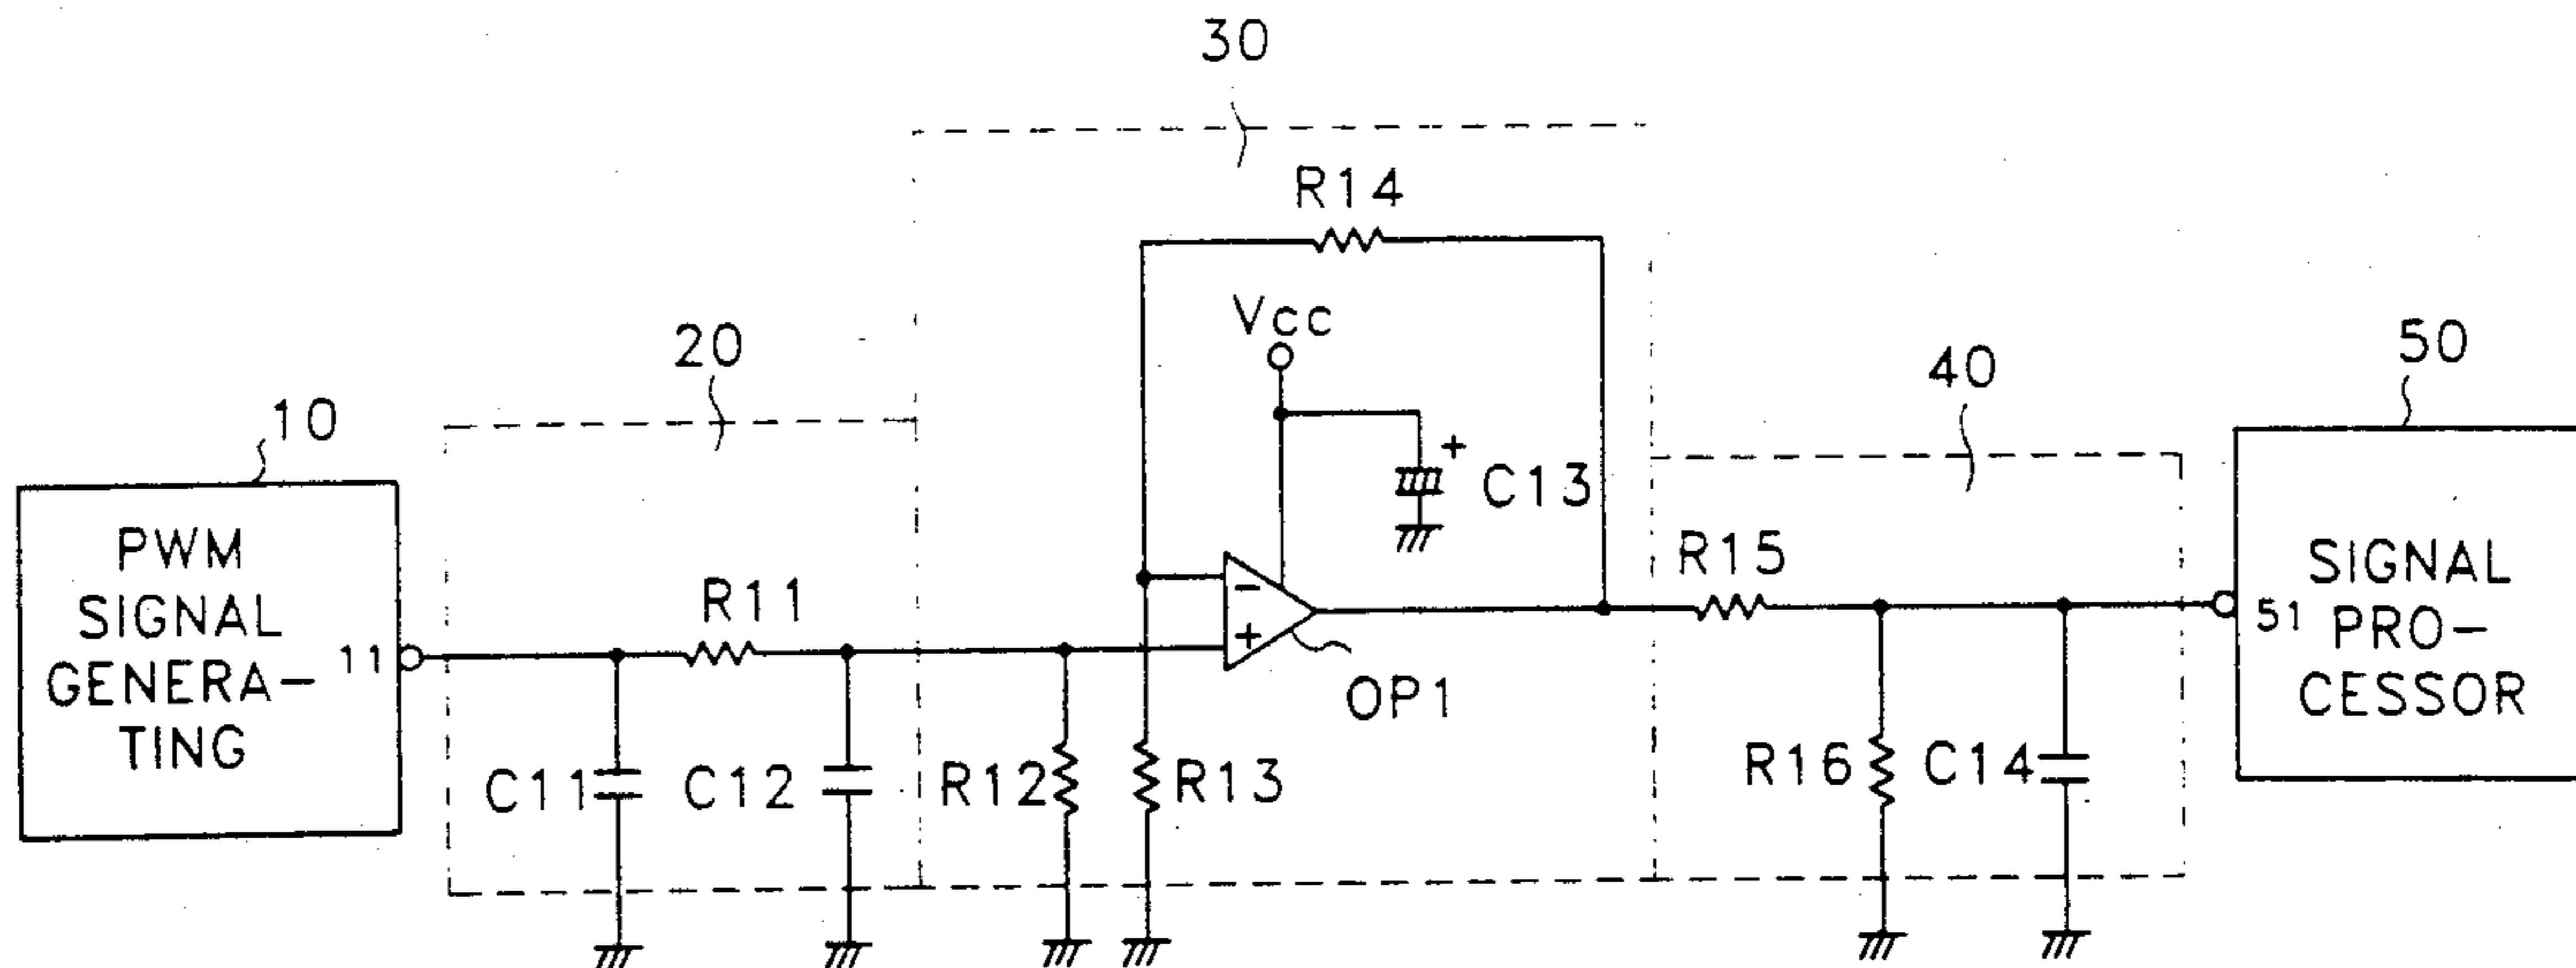 30
R14
Vcc
20
50
40
10
+
C13
PWM
SIGNAL
GENERA-
TING
11
R11
R15
SIGNAL
PRO-
CESSOR
51
-
+
OP1
C11
C12
R12
R13
R16
C14